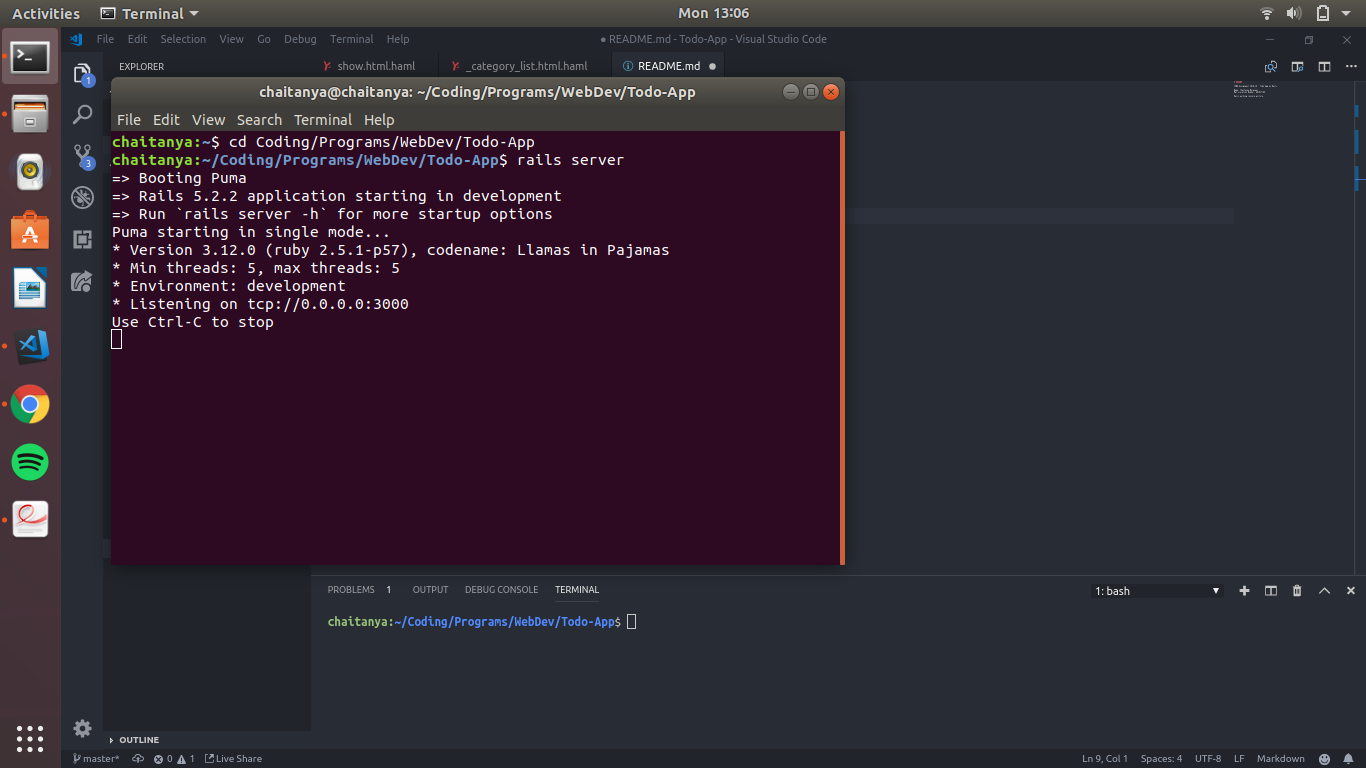 Activities Terminal Mon 13:06
File Edit Selection View Go Debug Terminal Help ● README.md - Todo-App - Visual Studio Code
EXPLORER show.html.haml _category_list.html.haml README.md
1
3
chaitanya@chaitanya: ~/Coding/Programs/WebDev/Todo-App
File Edit View Search Terminal Help
chaitanya:~$ cd Coding/Programs/WebDev/Todo-App
chaitanya:~/Coding/Programs/WebDev/Todo-App$ rails server
=> Booting Puma
=> Rails 5.2.2 application starting in development
=> Run `rails server -h` for more startup options
Puma starting in single mode...
* Version 3.12.0 (ruby 2.5.1-p57), codename: Llamas in Pajamas
* Min threads: 5, max threads: 5
* Environment: development
* Listening on tcp://0.0.0.0:3000
Use Ctrl-C to stop
PROBLEMS 1 OUTPUT DEBUG CONSOLE TERMINAL 1: bash
chaitanya:~/Coding/Programs/WebDev/Todo-App$
OUTLINE
master* 0 1 Live Share Ln 9, Col 1 Spaces: 4 UTF-8 LF Markdown